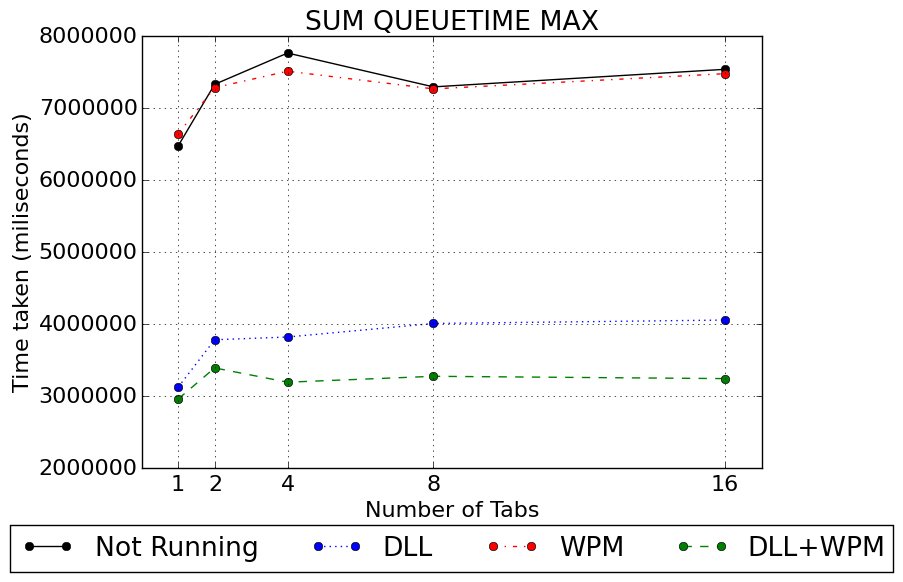 SUM QUEUETIME MAX
8000000
7000000
6000000
5000000
4000000
3000000
2000000
Time taken (miliseconds)
1 2 4 8 16
Number of Tabs
Not Running DLL WPM DLL+WPM